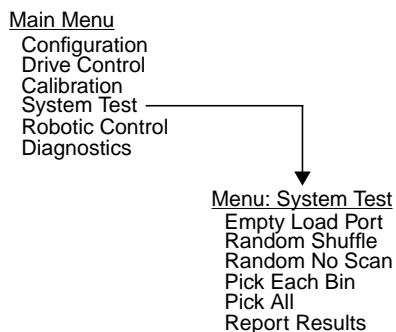 Main Menu
Configuration
Drive Control
Calibration
System Test
Robotic Control
Diagnostics
Menu: System Test
Empty Load Port
Random Shuffle
Random No Scan
Pick Each Bin
Pick All
Report Results